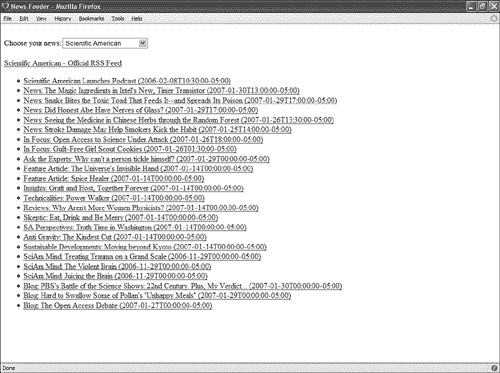 News Feeder - Mozilla Firefox
File Edit View History Bookmarks Tools Help
Choose your news: Scientific American
Scientific American - Official RSS Feed
Scientific American Launches Podcast (2006-02-08T10:30:00-05:00)
News: The Magic Ingredients in Intel's New, Tinier Transistor (2007-01-30T13:00:00-05:00)
News: Snake Bites the Toxic Toad That Feeds It--and Spreads Its Poison (2007-01-29T17:00:00-05:00)
News: Did Honest Abe Have Nerves of Glass? (2007-01-29T17:00:00-05:00)
News: Seeing the Medicine in Chinese Herbs through the Random Forest (2007-01-26T13:30:00-05:00)
News: Stroke Damage May Help Smokers Kick the Habit (2007-01-25T14:00:00-05:00)
In Focus: Open Access to Science Under Attack (2007-01-26T18:00:00-05:00)
In Focus: Guilt-Free Girl Scout Cookies (2007-01-26T01:30:00-05:00)
Ask the Experts: Why can't a person tickle himself? (2007-01-29T00:00:00-05:00)
Feature Article: The Universe's Invisible Hand (2007-01-14T00:00:00-05:00)
Feature Article: Spice Healer (2007-01-14T00:00:00-05:00)
Insights: Graft and Host, Together Forever (2007-01-14T00:00:00-05:00)
Technicalities: Power Walker (2007-01-14T00:00:00-05:00)
Reviews: Why Aren't More Women Physicists? (2007-01-14T00:00:00-05:00)
Skeptic: Eat, Drink and Be Merry (2007-01-14T00:00:00-05:00)
SA Perspectives: Truth Time in Washington (2007-01-14T00:00:00-05:00)
Anti Gravity: The Kindest Cut (2007-01-14T00:00:00-05:00)
Sustainable Developments: Moving beyond Kyoto (2007-01-14T00:00:00-05:00)
SciAm Mind: Treating Trauma on a Grand Scale (2006-11-29T00:00:00-05:00)
SciAm Mind: The Violent Brain (2006-11-29T00:00:00-05:00)
SciAm Mind: Juicing the Brain (2006-11-29T00:00:00-05:00)
Blog: PBS's Battle of the Science Shows: 22nd Century. Plus, My Verdict... (2007-01-30T00:00:00-05:00)
Blog: Hard to Swallow Some of Pollan's "Unhappy Meals" (2007-01-29T00:00:00-05:00)
Blog: The Open Access Debate (2007-01-27T00:00:00-05:00)
Done